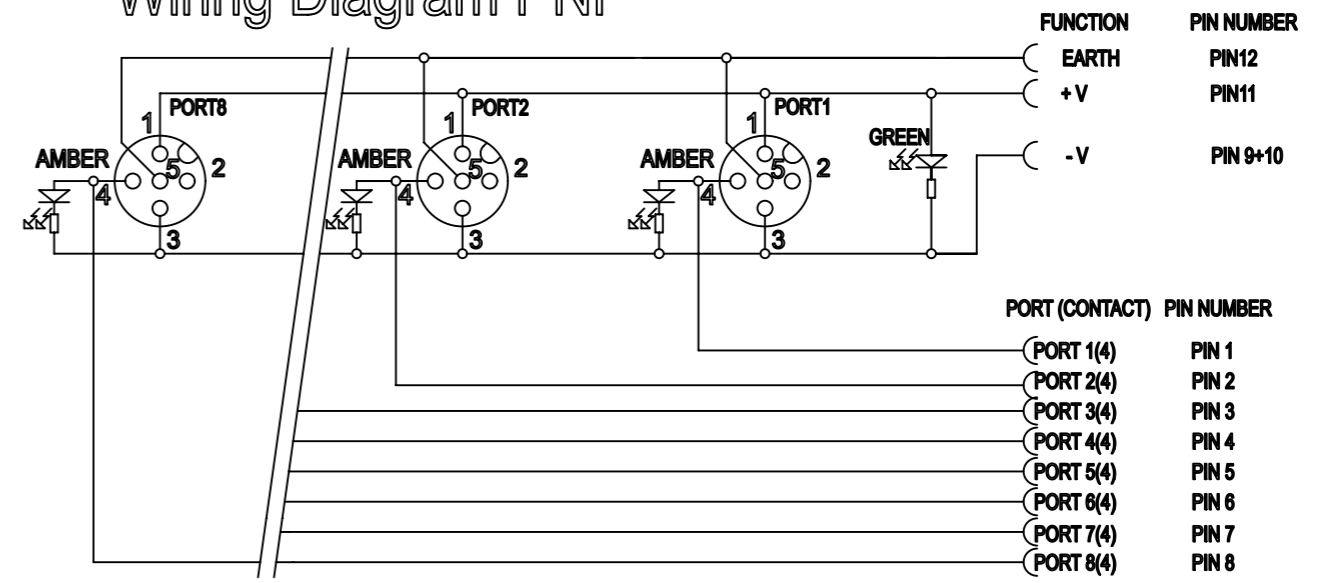 Wiring Diagram PNP
FUNCTION PIN NUMBER
EARTH PIN12
+ V PIN11
- V PIN 9+10
PORT8 PORT2 PORT1
1 1 1
GREEN
AMBER 5 2 AMBER 5 2 AMBER 5 2
4 4 4
3 3 3
PORT (CONTACT) PIN NUMBER
PORT 1(4) PIN 1
PORT 2(4) PIN 2
PORT 3(4) PIN 3
PORT 4(4) PIN 4
PORT 5(4) PIN 5
PORT 6(4) PIN 6
PORT 7(4) PIN 7
PORT 8(4) PIN 8